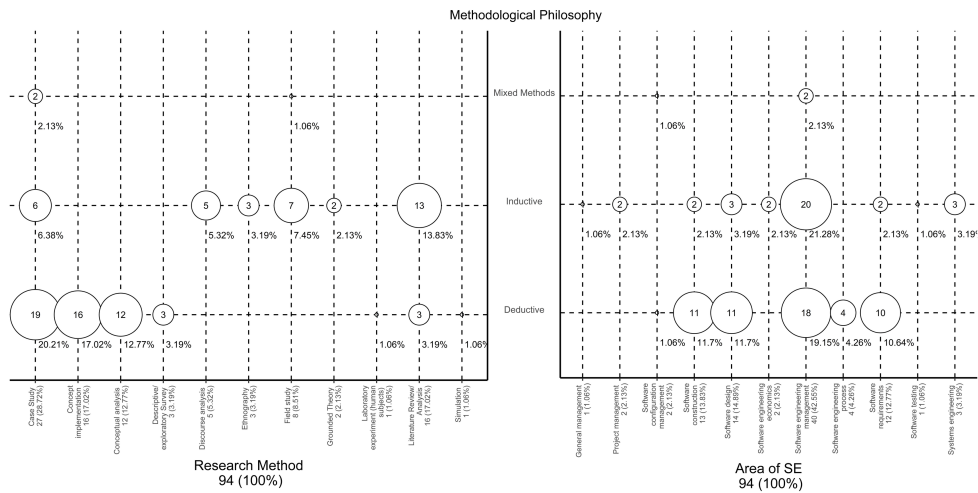 Methodological Philosophy
Mixed Methods
2
2
2.13%
1.06%
1.06%
2.13%
Inductive
6
5
3
7
2
13
2
2
3
2
20
2
3
6.38%
5.32%
3.19%
7.45%
2.13%
13.83%
1.06%
2.13%
2.13%
3.19%
2.13%
21.28%
2.13%
1.06%
3.19%
Deductive
19
16
12
3
3
11
11
18
4
10
20.21%
17.02%
12.77%
3.19%
1.06%
3.19%
1.06%
1.06%
11.7%
11.7%
19.15%
4.26%
10.64%
Case Study
27 (28.72%)
Concept
implementation
16 (17.02%)
Conceptual analysis
12 (12.77%)
Descriptive/
exploratory Survey
3 (3.19%)
Discourse analysis
5 (5.32%)
Ethnography
3 (3.19%)
Field study
8 (8.51%)
Grounded Theory
2 (2.13%)
Laboratory
experiment (human
subjects)
1 (1.06%)
Literature Review/
Analysis
16 (17.02%)
Simulation
1 (1.06%)
General management
1 (1.06%)
Project management
2 (2.13%)
Software
configuration
management
2 (2.13%)
Software
construction
13 (13.83%)
Software design
14 (14.89%)
Software engineering
economics
2 (2.13%)
Software engineering
management
40 (42.55%)
Software engineering
process
4 (4.26%)
Software
requirements
12 (12.77%)
Software testing
1 (1.06%)
Systems engineering
3 (3.19%)
Research Method
94 (100%)
Area of SE
94 (100%)